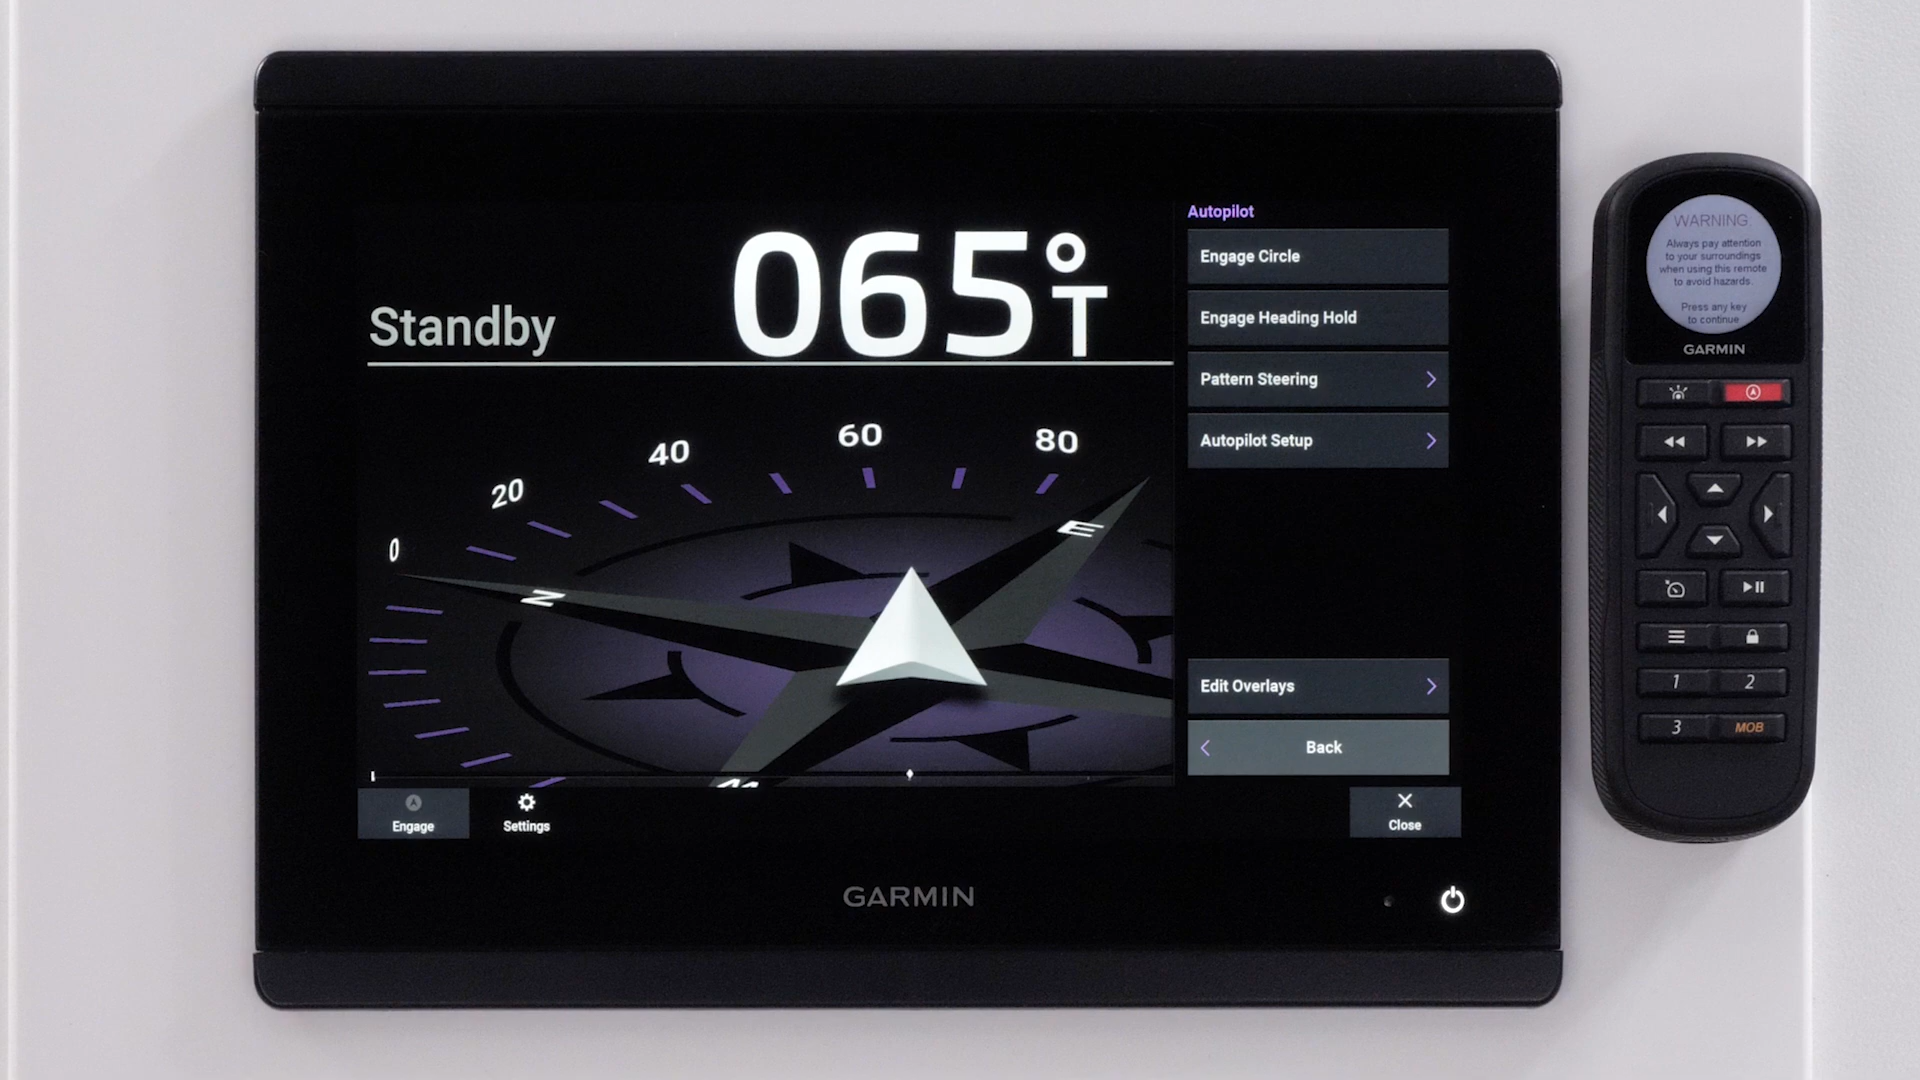 Standby
065°T
0
20
40
60
80
N
E
Autopilot
Engage Circle
Engage Heading Hold
Pattern Steering
Autopilot Setup
Edit Overlays
Back
Engage
Settings
Close
GARMIN
WARNING
Always pay attention
to your surroundings
when using this remote
to avoid hazards.
Press any key
to continue
GARMIN
1
2
3
MOB